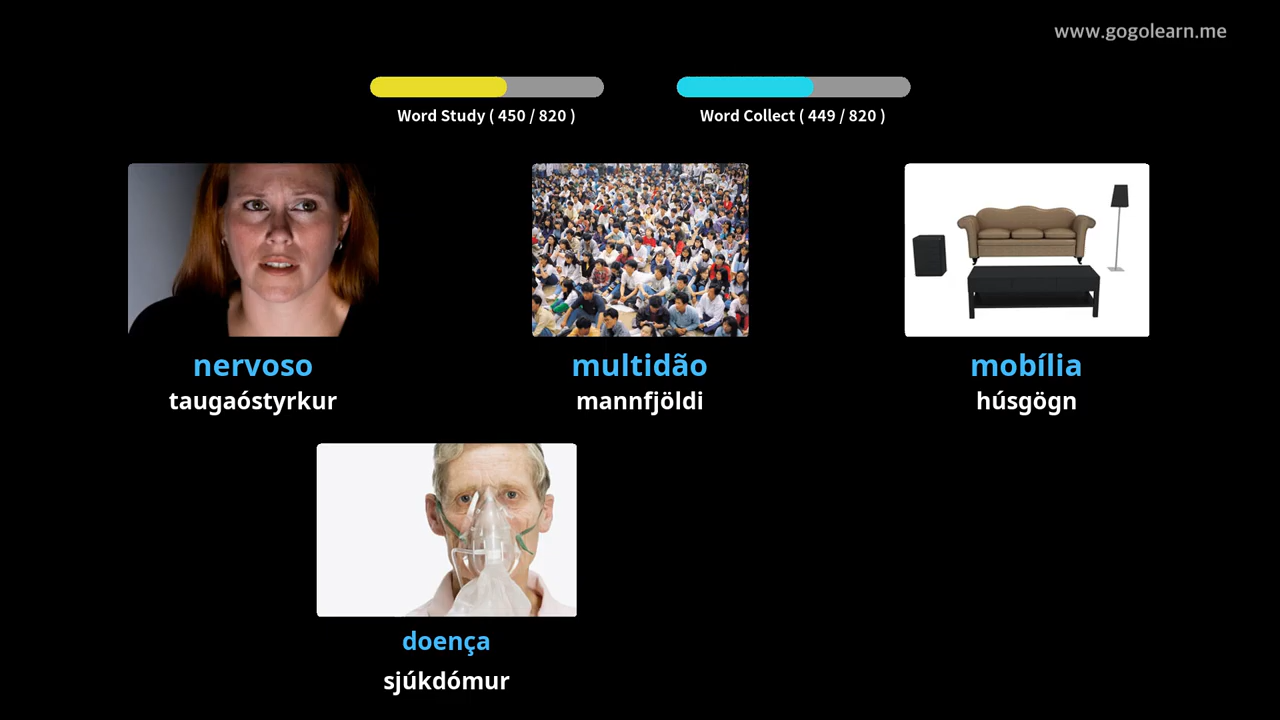 www.gogolearn.me
Word Study ( 450 / 820 )
Word Collect ( 449 / 820 )
nervoso
taugaóstyrkur
multidão
mannfjöldi
mobília
húsgögn
doença
sjúkdómur